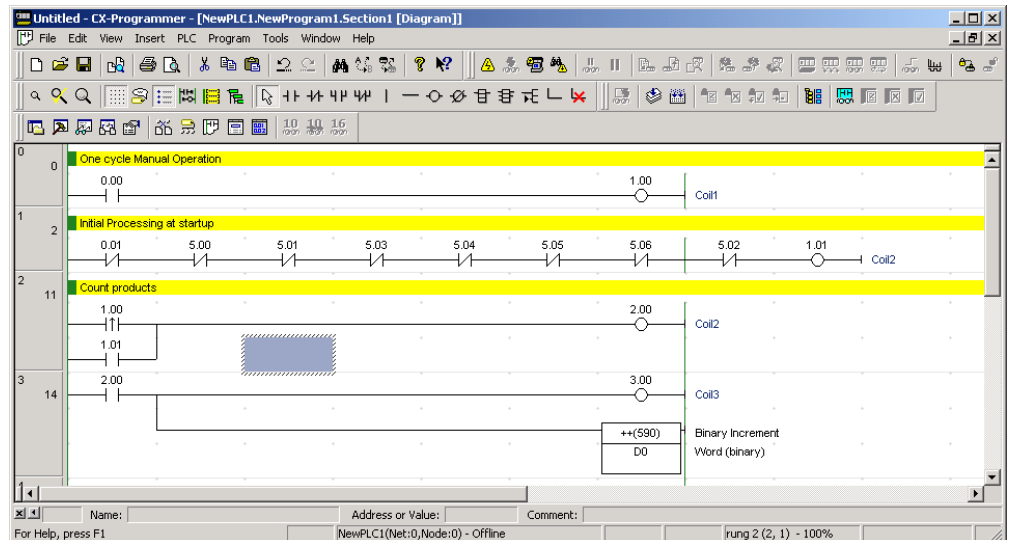 Untitled - CX-Programmer - [NewPLC1.NewProgram1.Section1 [Diagram]]
File Edit View Insert PLC Program Tools Window Help
10 10 16
0 0 One cycle Manual Operation
0.00 1.00
Coil1
1 2 Initial Processing at startup
0.01 5.00 5.01 5.03 5.04 5.05 5.06 5.02 1.01
Coil2
2 11 Count products
1.00 2.00
Coil2
1.01
3 2.00 3.00
14 Coil3
++(590) Binary Increment
D0 Word (binary)
Name: Address or Value: Comment:
For Help, press F1 NewPLC1(Net:0,Node:0) - Offline rung 2 (2, 1) - 100%